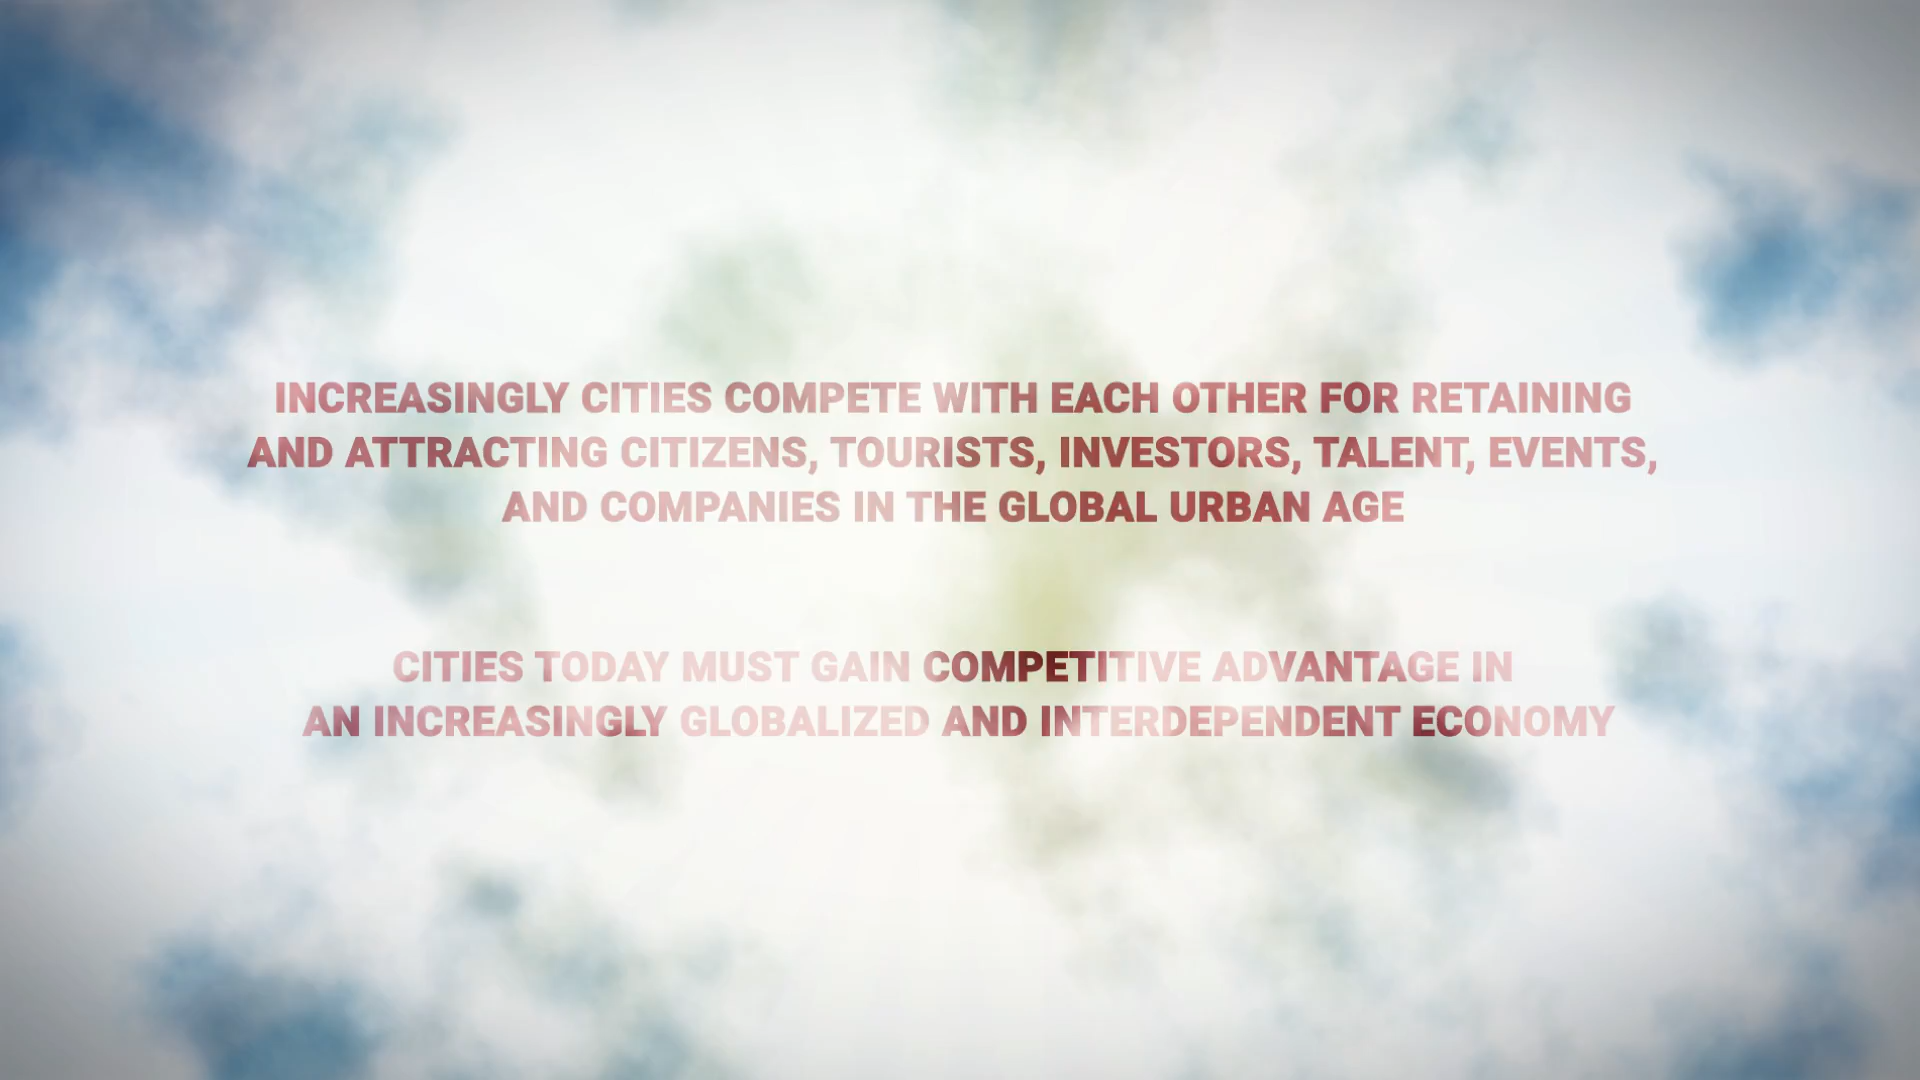 INCREASINGLY CITIES COMPETE WITH EACH OTHER FOR RETAINING
AND ATTRACTING CITIZENS, TOURISTS, INVESTORS, TALENT, EVENTS,
AND COMPANIES IN THE GLOBAL URBAN AGE
CITIES TODAY MUST GAIN COMPETITIVE ADVANTAGE IN
AN INCREASINGLY GLOBALIZED AND INTERDEPENDENT ECONOMY